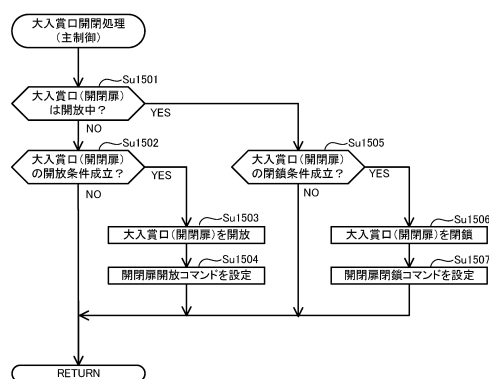 大入賞口開閉処理
（主制御）
Su1501
大入賞口（開閉扉）
は開放中？
YES
NO
Su1502
大入賞口（開閉扉）
の開放条件成立？
YES
NO
Su1505
大入賞口（開閉扉）
の閉鎖条件成立？
YES
NO
Su1503
大入賞口（開閉扉）を開放
Su1504
開閉扉開放コマンドを設定
Su1506
大入賞口（開閉扉）を閉鎖
Su1507
開閉扉閉鎖コマンドを設定
RETURN